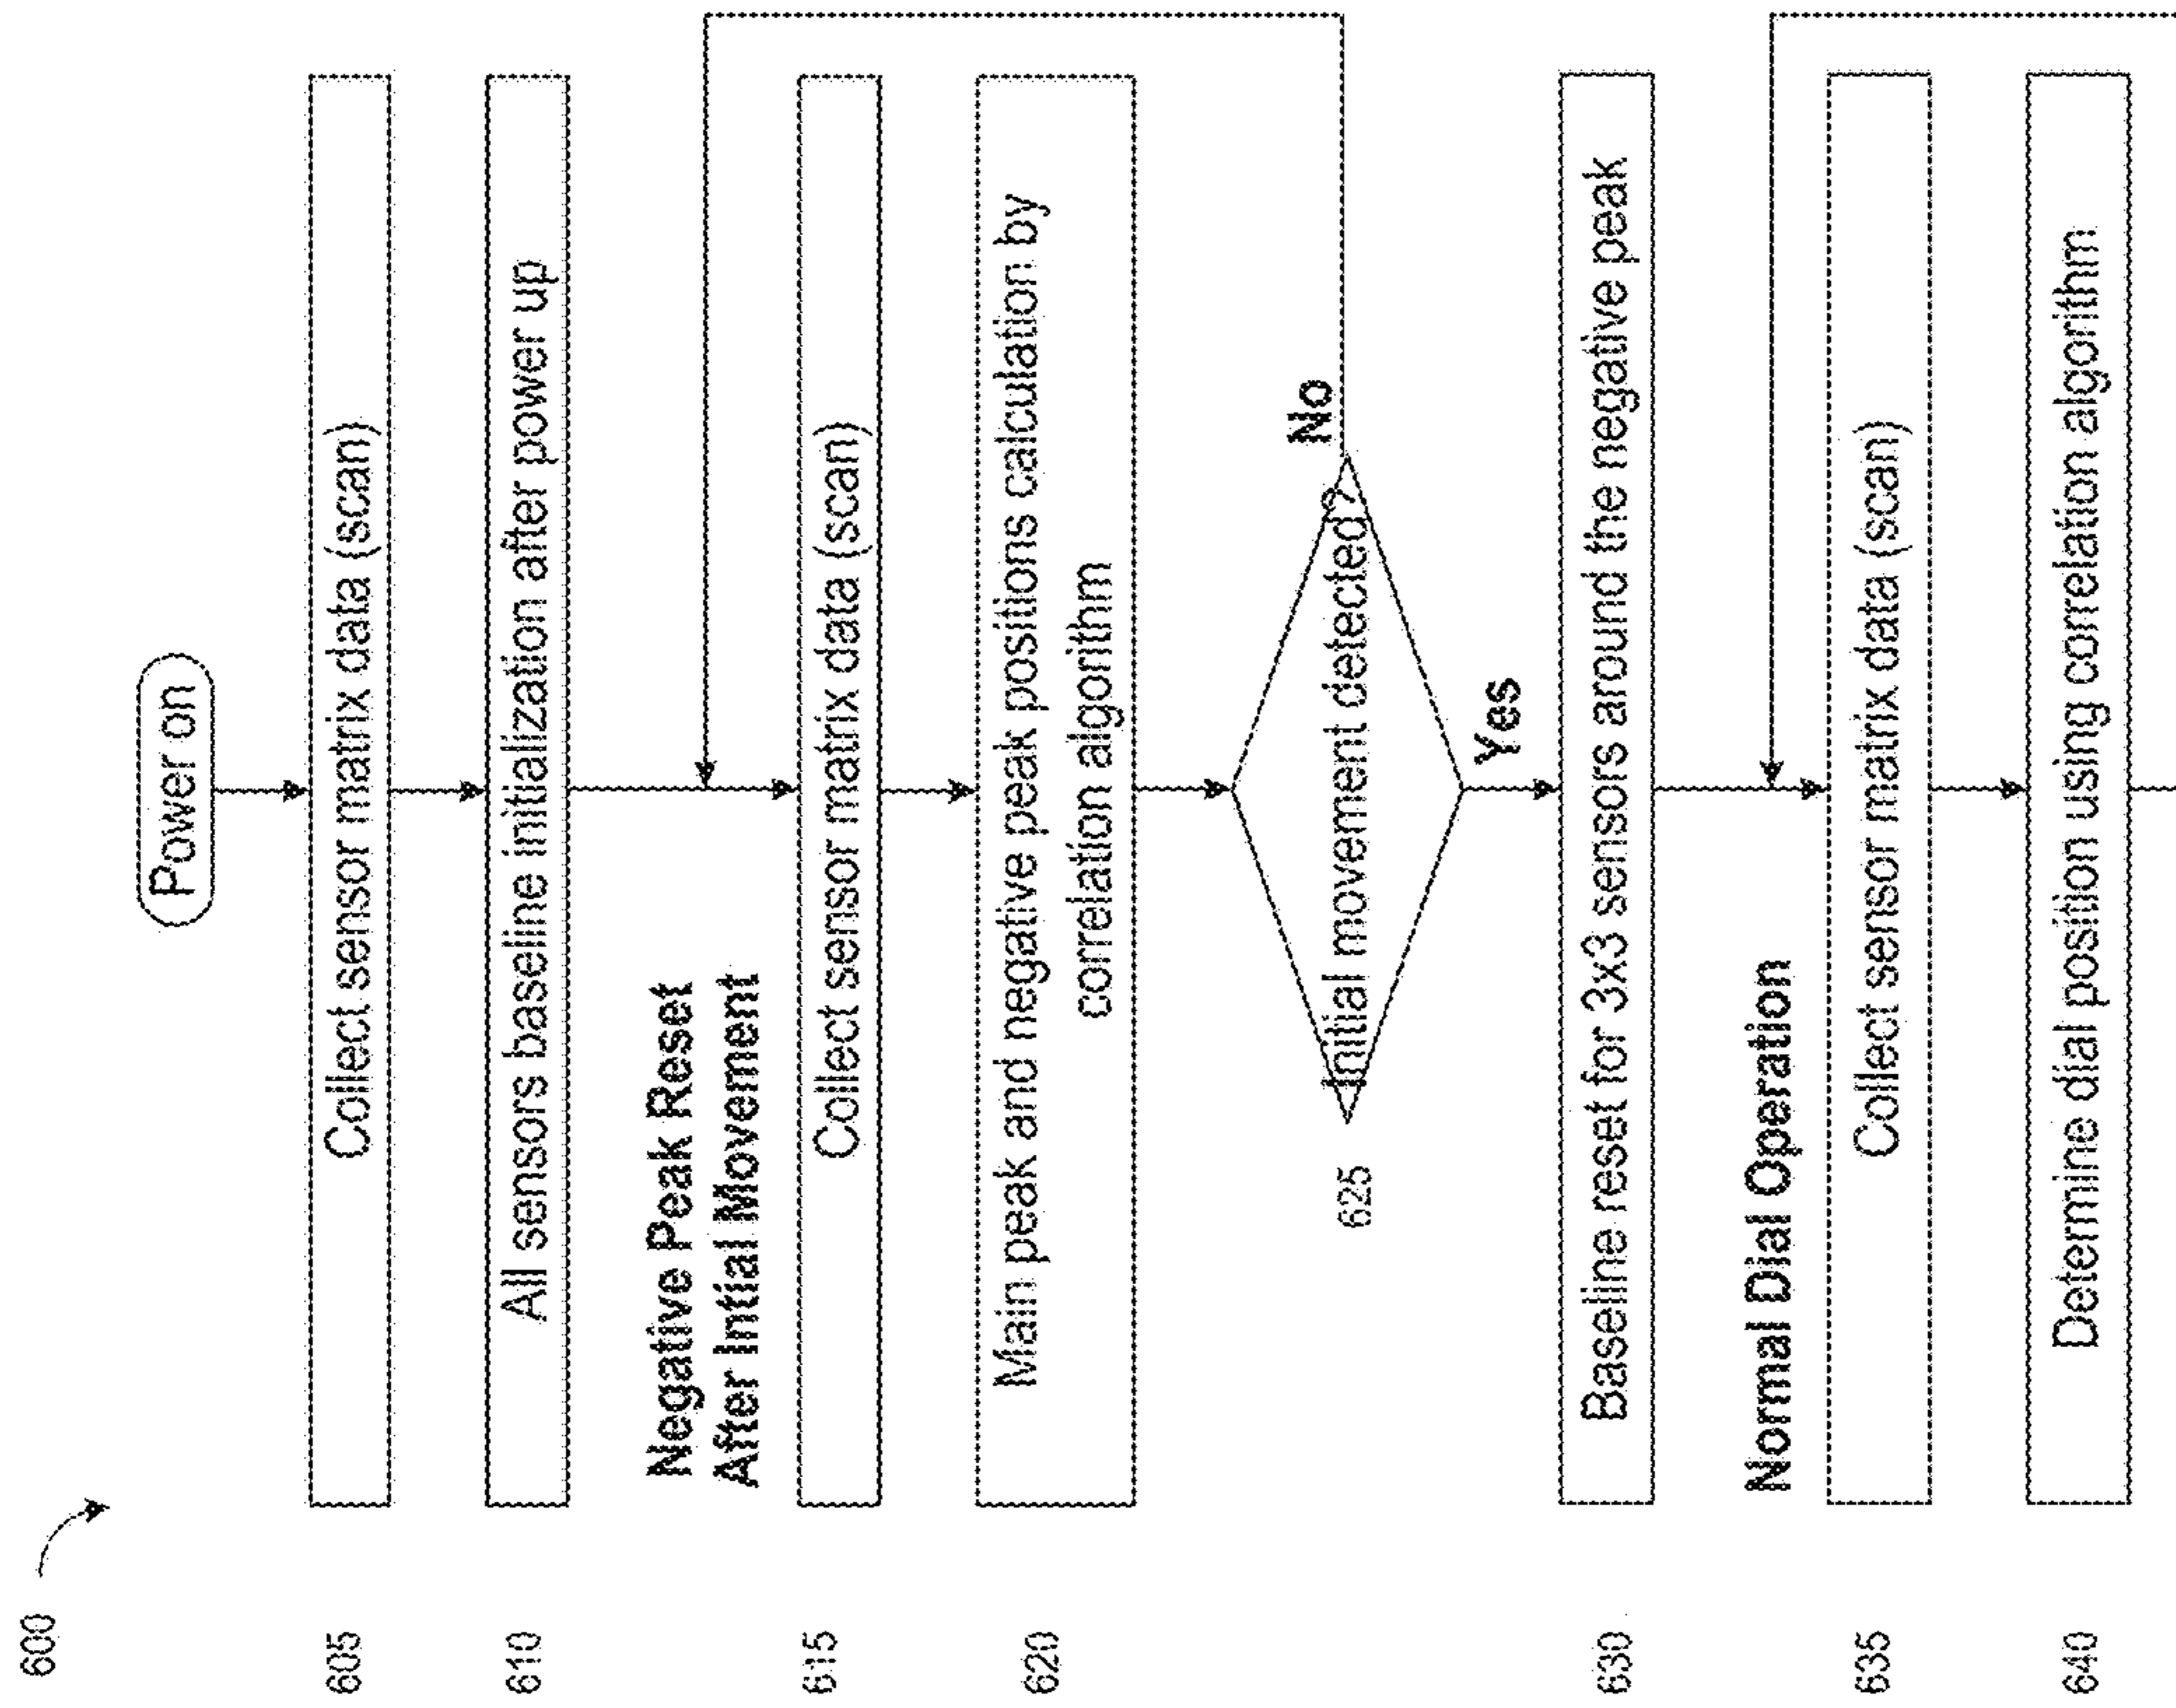 600
Power on
605
Collect sensor matrix data (scan)
610
All sensors baseline initialization after power up
Negative Peak Reset
After Intial Movement
615
Collect sensor matrix data (scan)
620
Main peak and negative peak positions calculation by
correlation algorithm
625
Initial movement detected?
No
Yes
630
Baseline reset for 3x3 sensors around the negative peak
Normal Dial Operation
635
Collect sensor matrix data (scan)
640
Determine dial position using correlation algorithm